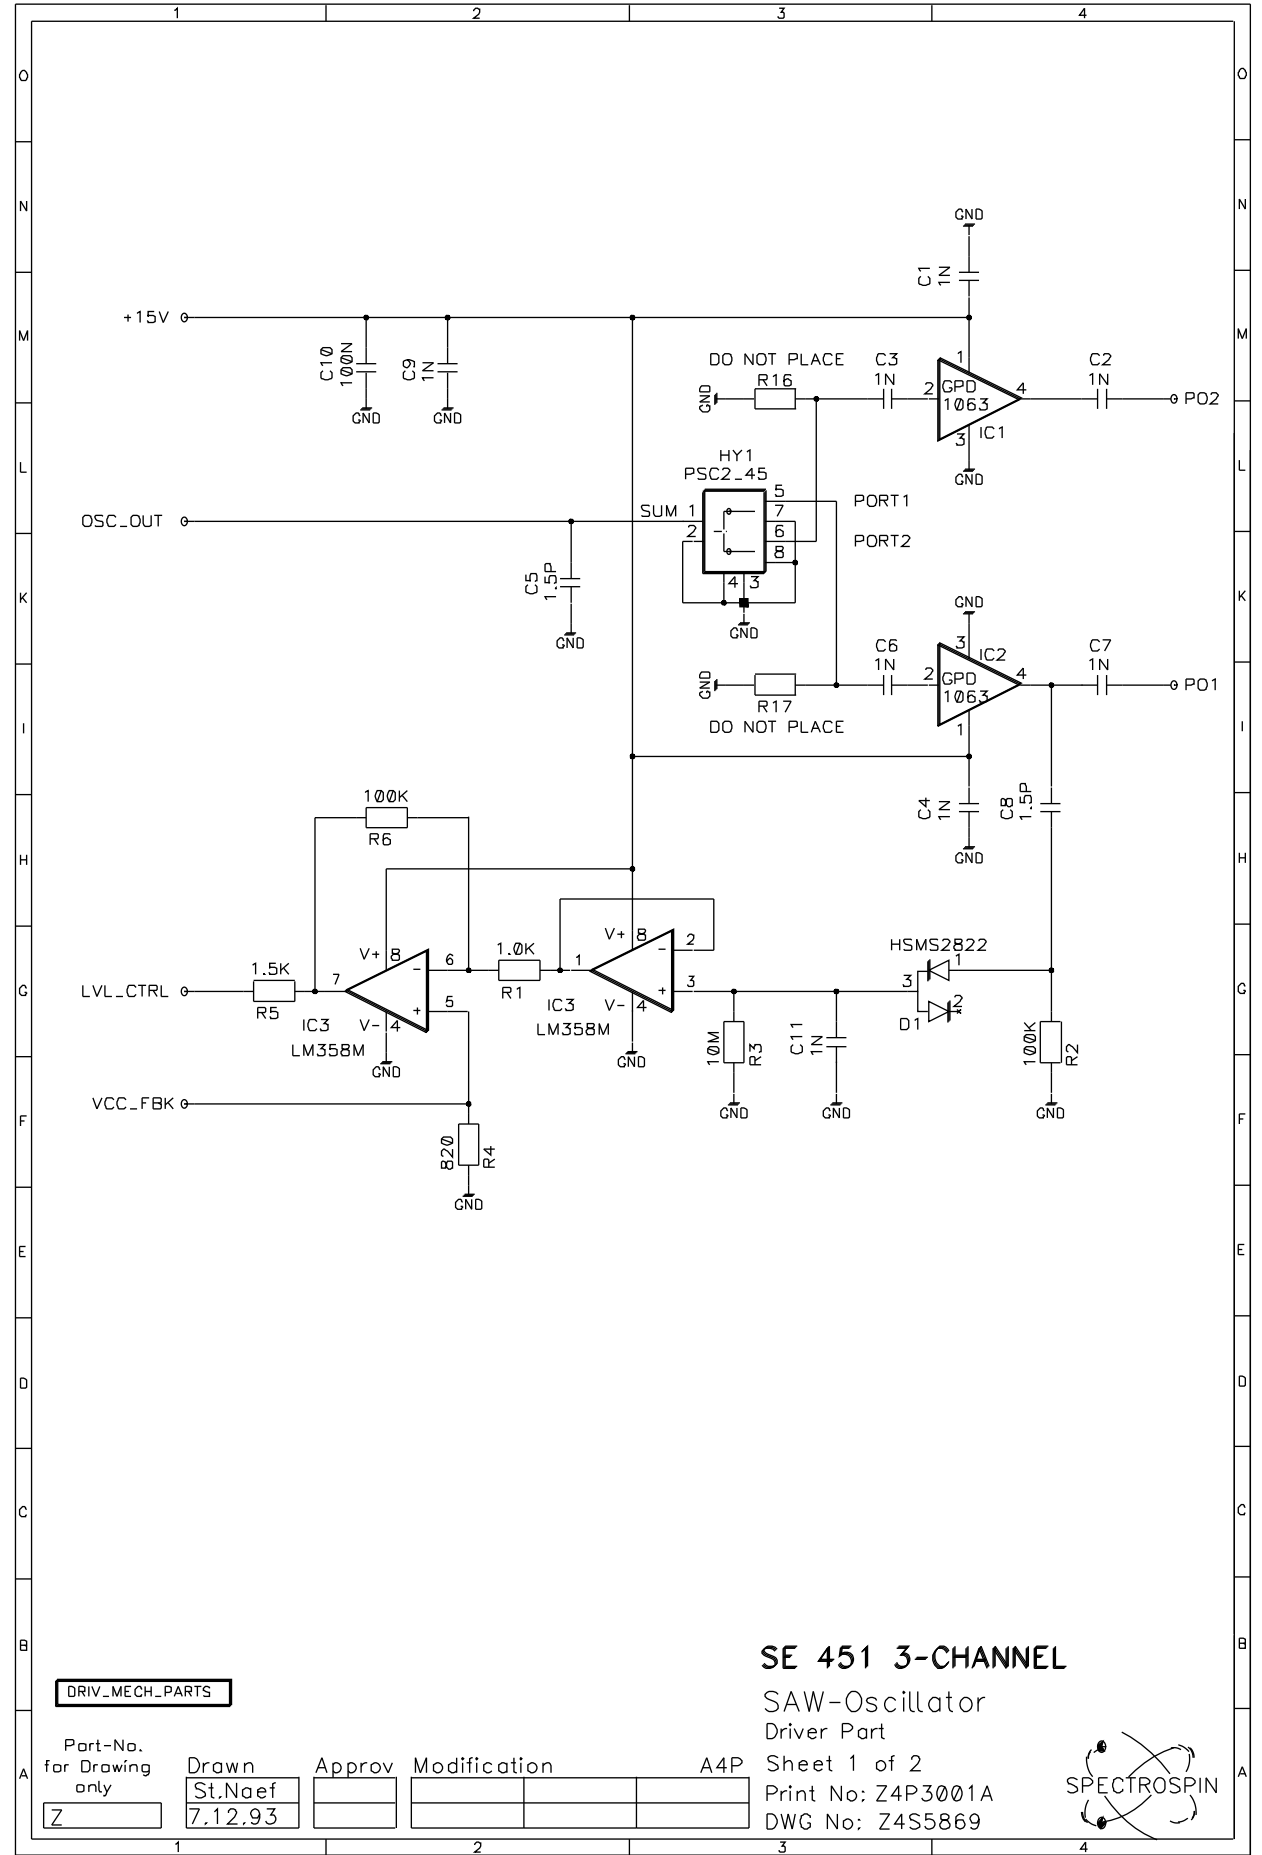 1 2 3 4
O O
N N
M M
L L
K K
I I
H H
G G
F F
E E
D D
C C
B B
A A
GND
C1
1N
+15V
C10
100N
GND
C9
1N
GND
DO NOT PLACE
R16
GND
C3
1N
1
2
GPD
1063
4
3
IC1
GND
C2
1N
PO2
HY1
PSC2_45
OSC_OUT
SUM 1
2
5
7
6
8
4 3
GND
PORT1
PORT2
C5
1.5P
GND
GND
3
IC2
C6
1N
2
GPD
1063
4
1
C7
1N
PO1
GND
R17
DO NOT PLACE
C4
1N
GND
C8
1.5P
100K
R6
LVL_CTRL
1.5K
R5
7
V+ 8
-
+
6
5
V- 4
IC3
LM358M
GND
1.0K
R1
1
V+ 8
-
+
2
3
V- 4
IC3
LM358M
GND
10M
R3
GND
C11
1N
GND
HSMS2822
3
1
2
D1
100K
R2
GND
VCC_FBK
820
R4
GND
SE 451 3-CHANNEL
SAW-Oscillator
Driver Part
Sheet 1 of 2
Print No: Z4P3001A
DWG No: Z4S5869
SPECTROSPIN
DRIV_MECH_PARTS
Part-No.
for Drawing
only
Z
Drawn
St.Naef
7.12.93
Approv
Modification
A4P
1 2 3 4